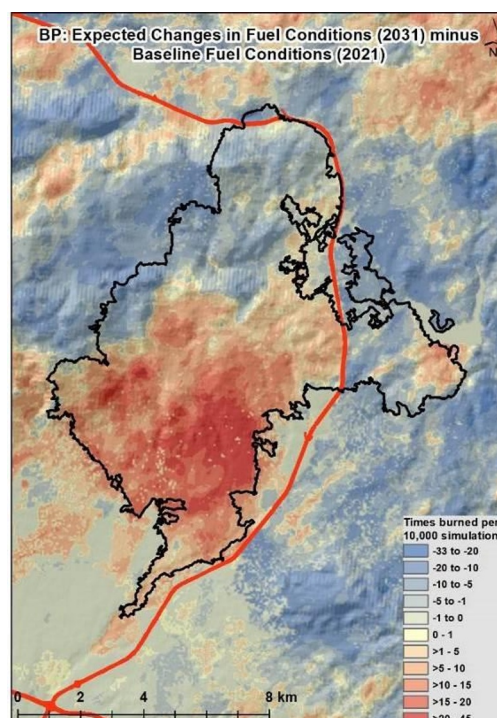 BP: Expected Changes in Fuel Conditions (2031) minus
Baseline Fuel Conditions (2021)
N
Times burned per
10,000 simulation
-33 to -20
-20 to -10
-10 to -5
-5 to -1
-1 to 0
0 - 1
>1 - 5
>5 - 10
>10 - 15
>15 - 20
>20 - 45
0 2 4 8 km